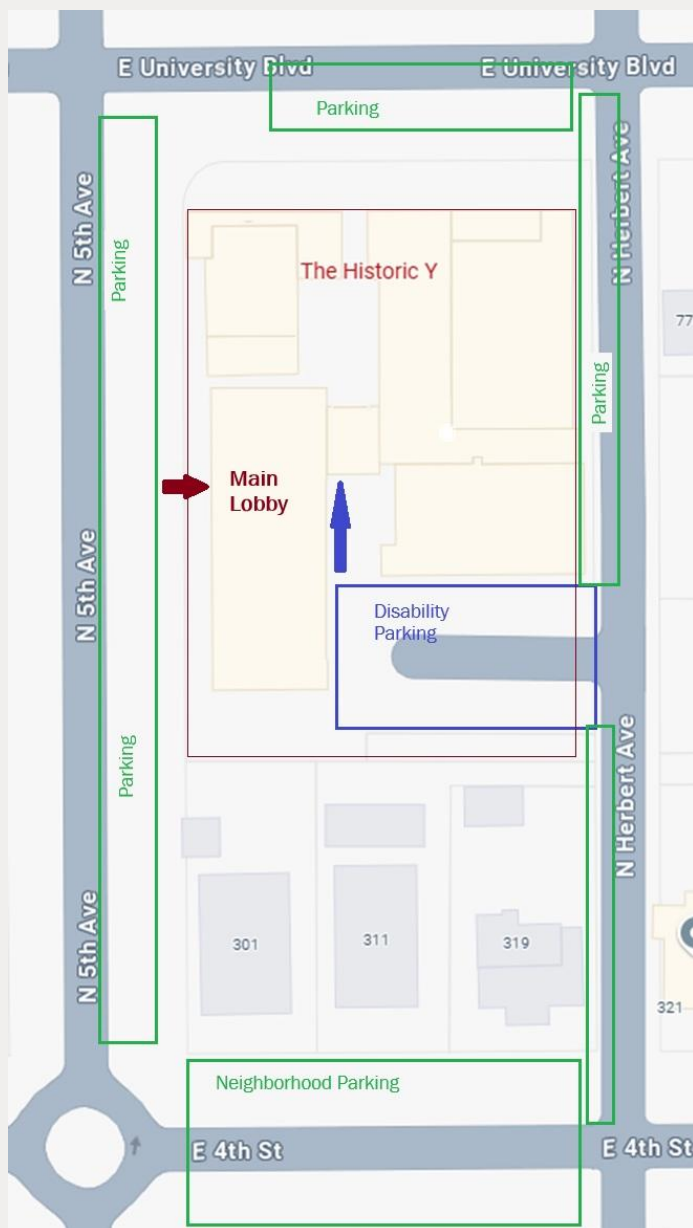 E University Blvd
E University Blvd
Parking
N 5th Ave
N Herbert Ave
Parking
The Historic Y
77
Parking
Main
Lobby
N 5th Ave
Disability
Parking
Parking
N Herbert Ave
N 5th Ave
301
311
319
321
Neighborhood Parking
E 4th St
E 4th St